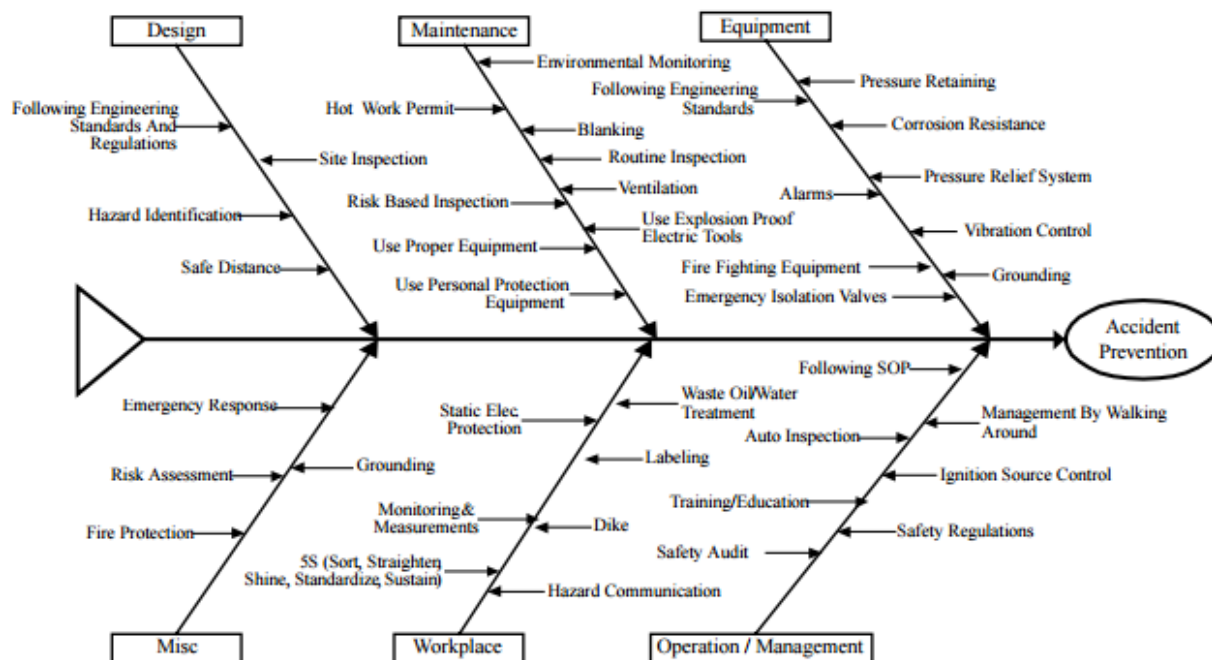 Design
Maintenance
Equipment
Environmental Monitoring
Pressure Retaining
Following Engineering
Standards And
Regulations
Hot Work Permit
Following Engineering
Standards
Blanking
Corrosion Resistance
Site Inspection
Routine Inspection
Ventilation
Pressure Relief System
Alarms
Risk Based Inspection
Hazard Identification
Use Explosion Proof
Electric Tools
Vibration Control
Use Proper Equipment
Safe Distance
Fire Fighting Equipment
Grounding
Use Personal Protection
Equipment
Emergency Isolation Valves
Accident
Prevention
Following SOP
Emergency Response
Static Elec.
Protection
Waste Oil/Water
Treatment
Management By Walking
Around
Auto Inspection
Labeling
Risk Assessment
Grounding
Ignition Source Control
Training/Education
Monitoring &
Measurements
Dike
Fire Protection
Safety Regulations
Safety Audit
5S (Sort, Straighten,
Shine, Standardize, Sustain)
Hazard Communication
Misc
Workplace
Operation / Management